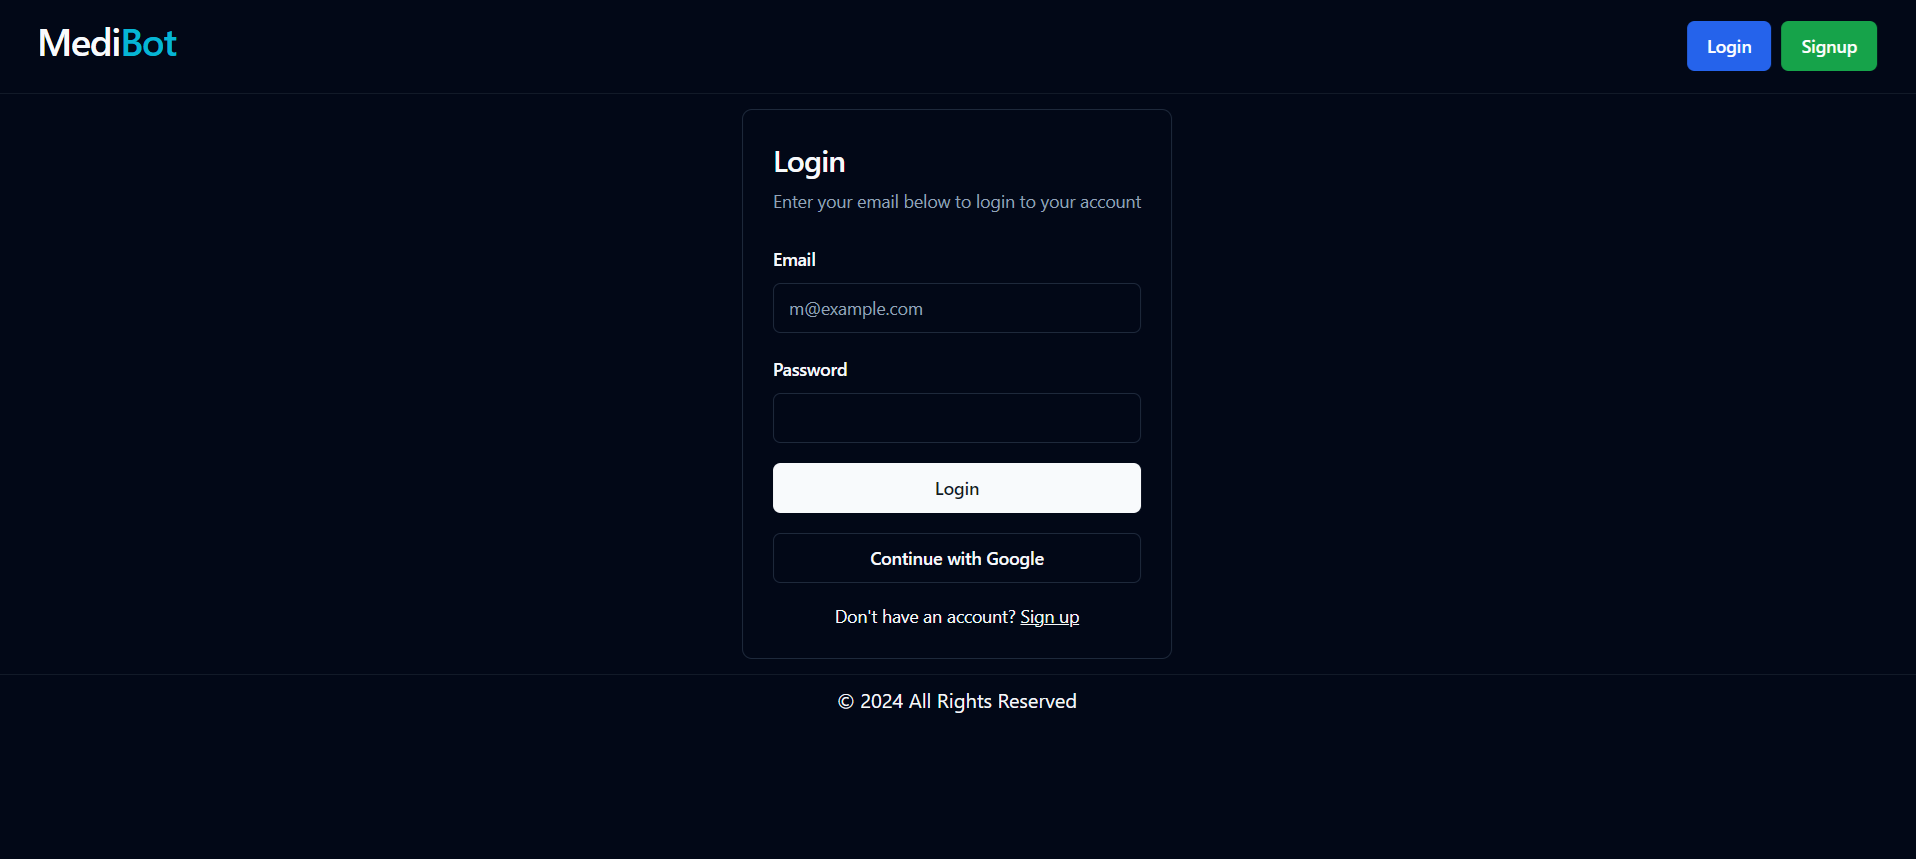 MediBot
Login
Signup
Login
Enter your email below to login to your account
Email
m@example.com
Password
Login
Continue with Google
Don't have an account? Sign up
© 2024 All Rights Reserved